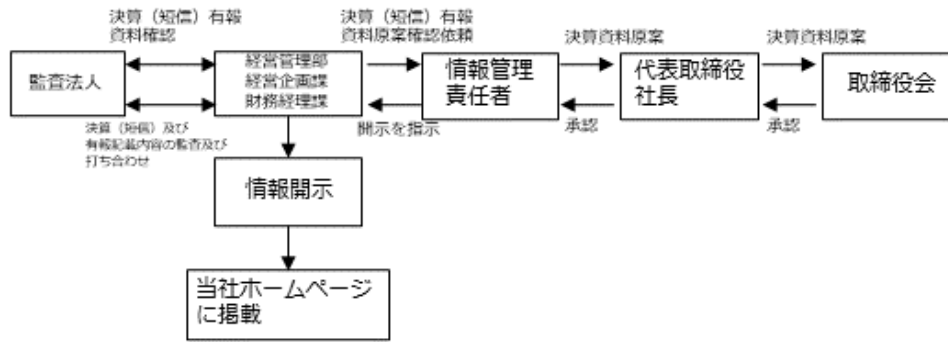 決算（短信）有報
資料確認
決算（短信）有報
資料原案確認依頼
決算資料原案
決算資料原案
監査法人
経営管理部
経営企画課
財務経理課
情報管理
責任者
代表取締役
社長
取締役会
決算（短信）及び
有報記載内容の監査及び
打ち合わせ
開示を指示
承認
承認
情報開示
当社ホームページ
に掲載